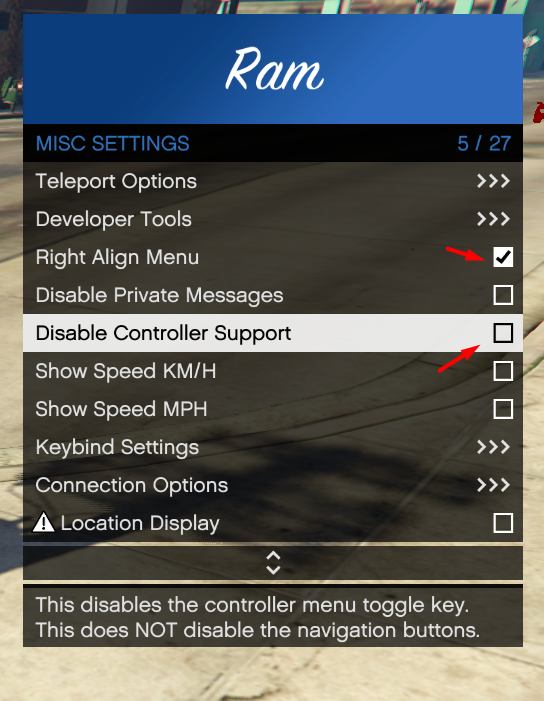 Ram
MISC SETTINGS 5 / 27
Teleport Options >>>
Developer Tools >>>
Right Align Menu
Disable Private Messages
Disable Controller Support
Show Speed KM/H
Show Speed MPH
Keybind Settings >>>
Connection Options >>>
Location Display
This disables the controller menu toggle key.
This does NOT disable the navigation buttons.